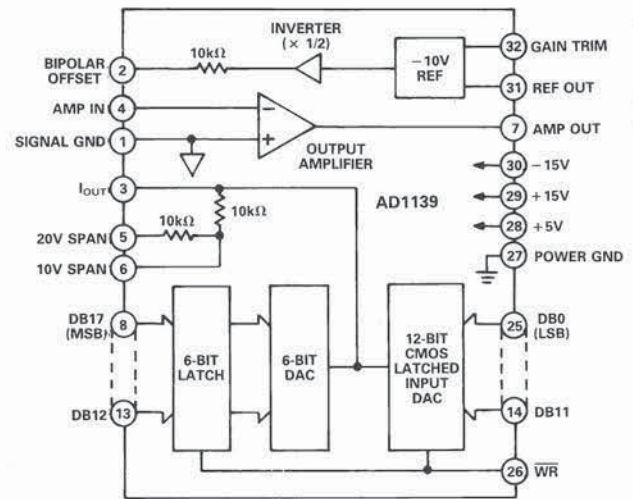 INVERTER
(× 1/2)
10kΩ
BIPOLAR
OFFSET
2
−10V
REF
32
GAIN TRIM
31
REF OUT
AMP IN
4
−
SIGNAL GND
1
+
OUTPUT
AMPLIFIER
7
AMP OUT
30
−15V
IOUT
3
10kΩ
AD1139
29
+15V
20V SPAN
5
10kΩ
28
+5V
10V SPAN
6
27
POWER GND
DB17
(MSB)
8
6-BIT
LATCH
6-BIT
DAC
12-BIT
CMOS
LATCHED
INPUT
DAC
25
DB0
(LSB)
DB12
13
14
DB11
26
W̅R̅